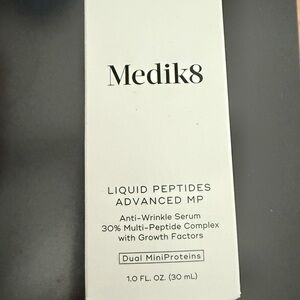 Medik8
LIQUID PEPTIDES
ADVANCED MP
Anti-Wrinkle Serum
30% Multi-Peptide Complex
with Growth Factors
Dual MiniProteins
1.0 FL. OZ. (30 mL)